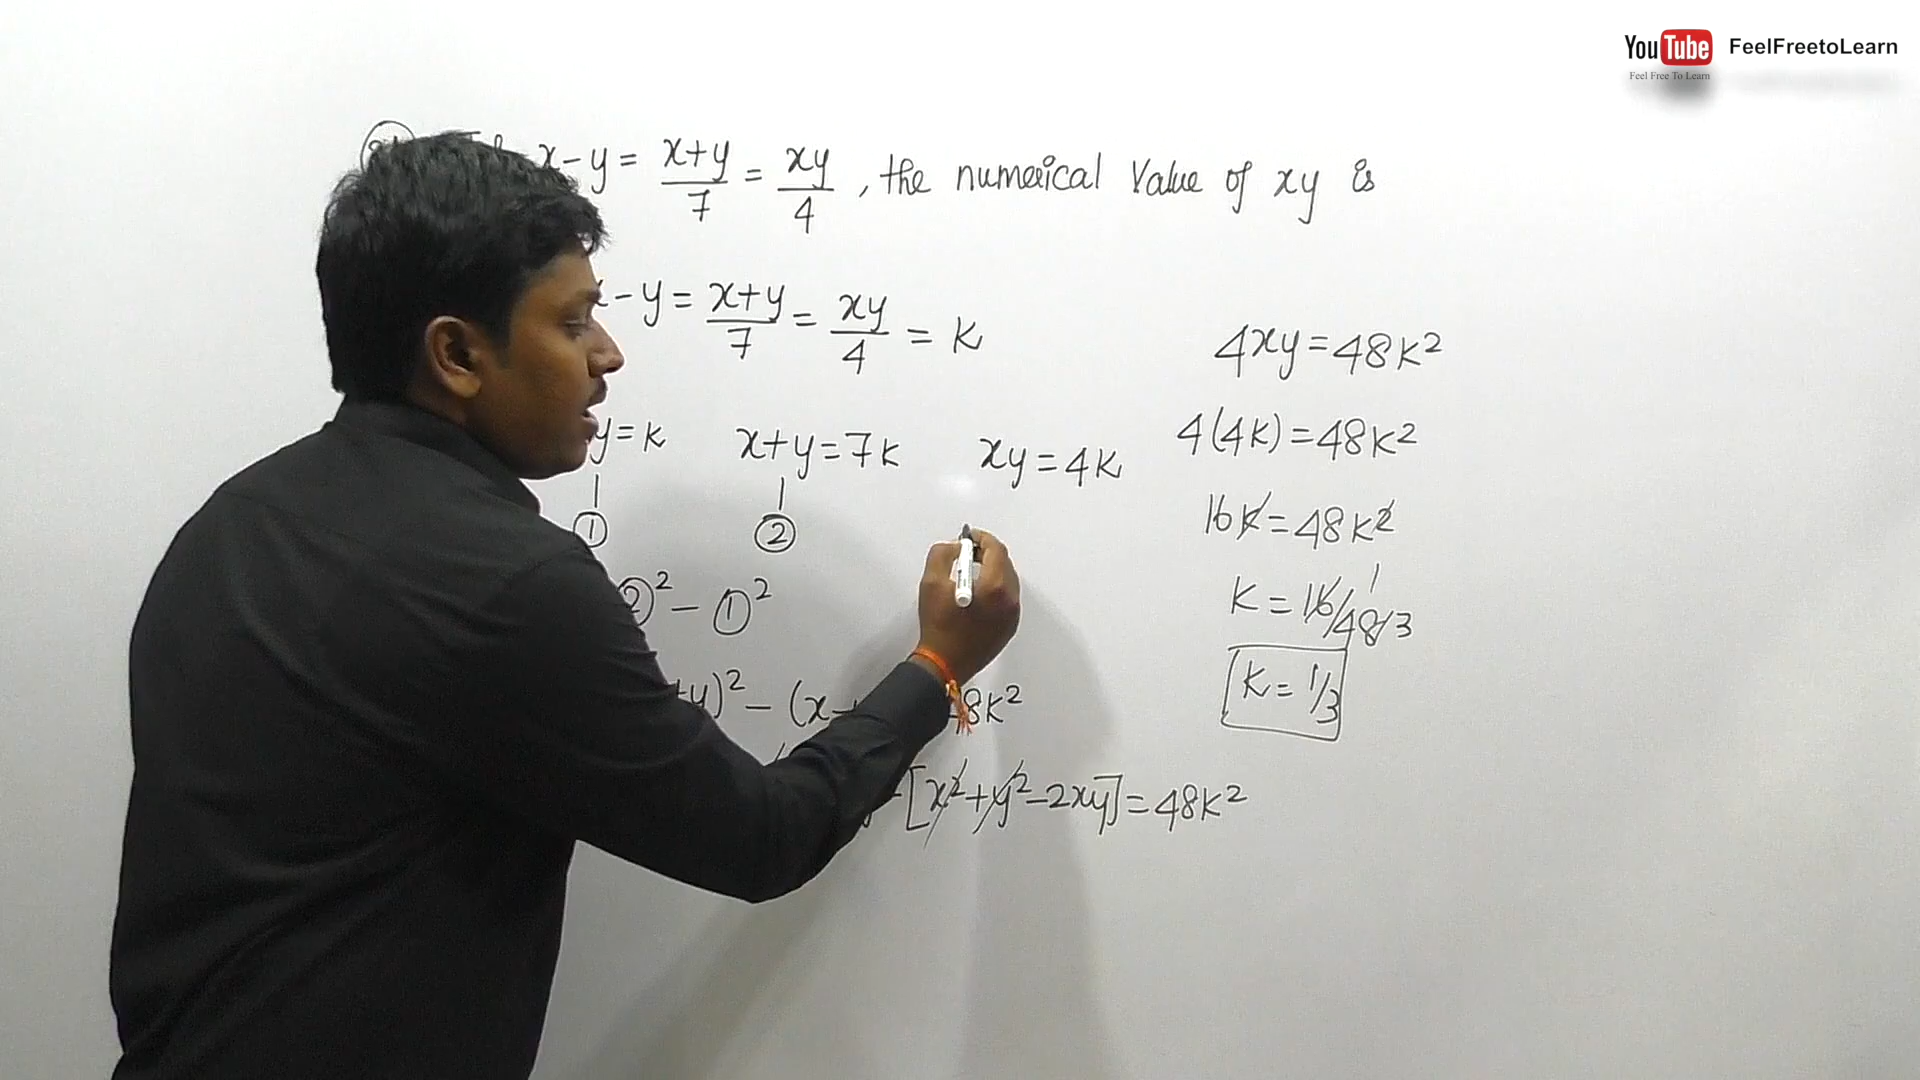 YouTube FeelFreetoLearn
Feel Free To Learn
x-y = x+y/7 = xy/4, the numerical Value of xy is
x-y = x+y/7 = xy/4 = K
y=K x+y=7K xy=4K
① ②
②² - ①²
+y)² - (x- 8K²
[x²+y²-2xy]=48K²
4xy=48K²
4(4K)=48K²
16K=48K²
K=16/48 1 3
K=1/3